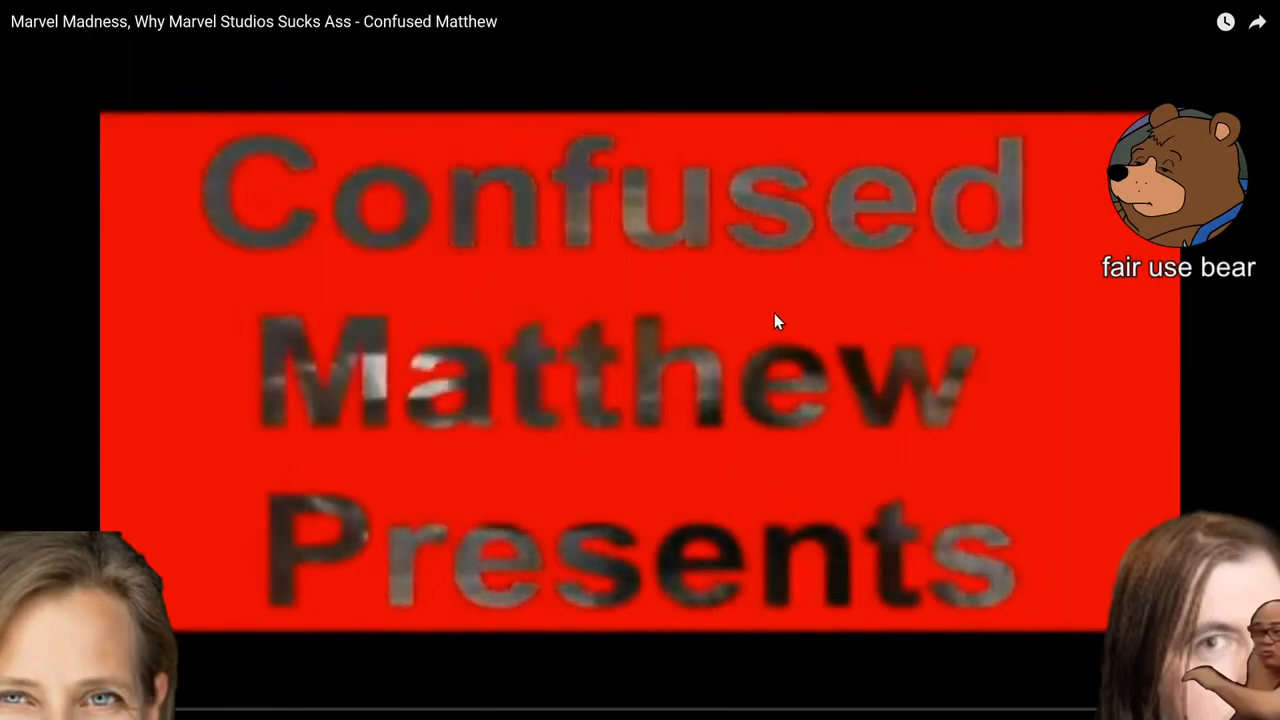 Marvel Madness, Why Marvel Studios Sucks Ass - Confused Matthew
Confused
Matthew
Presents
fair use bear